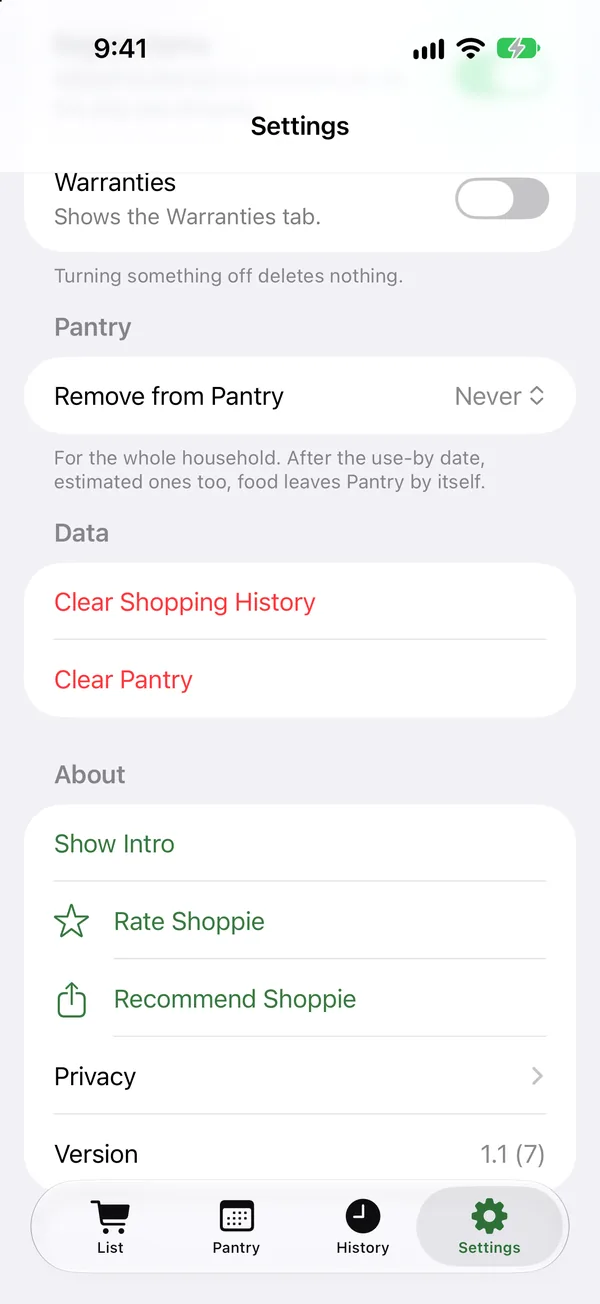 9:41
Settings
Warranties
Shows the Warranties tab.
Turning something off deletes nothing.
Pantry
Remove from Pantry
Never
For the whole household. After the use-by date,
estimated ones too, food leaves Pantry by itself.
Data
Clear Shopping History
Clear Pantry
About
Show Intro
Rate Shoppie
Recommend Shoppie
Privacy
Version
1.1 (7)
List
Pantry
History
Settings